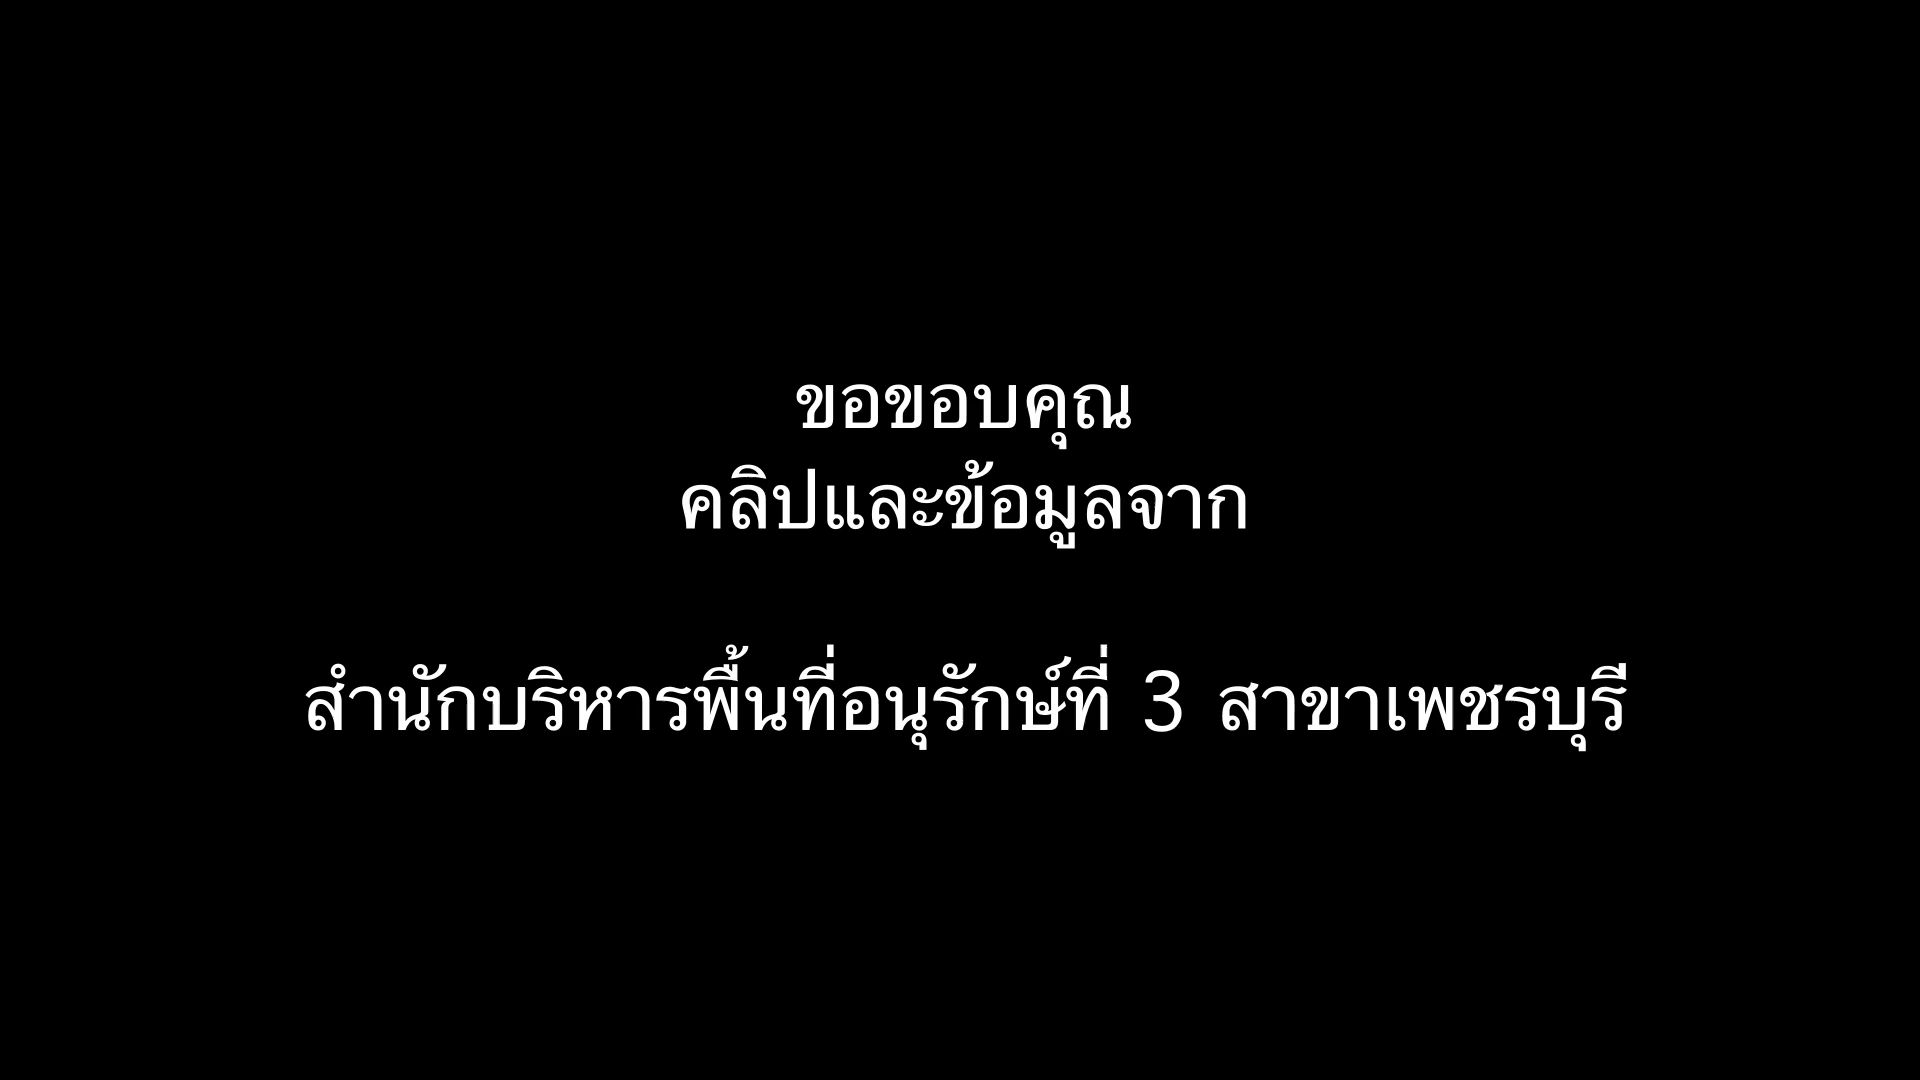 ขอขอบคุณ
คลิปและข้อมูลจาก
สำนักบริหารพื้นที่อนุรักษ์ที่ 3 สาขาเพชรบุรี